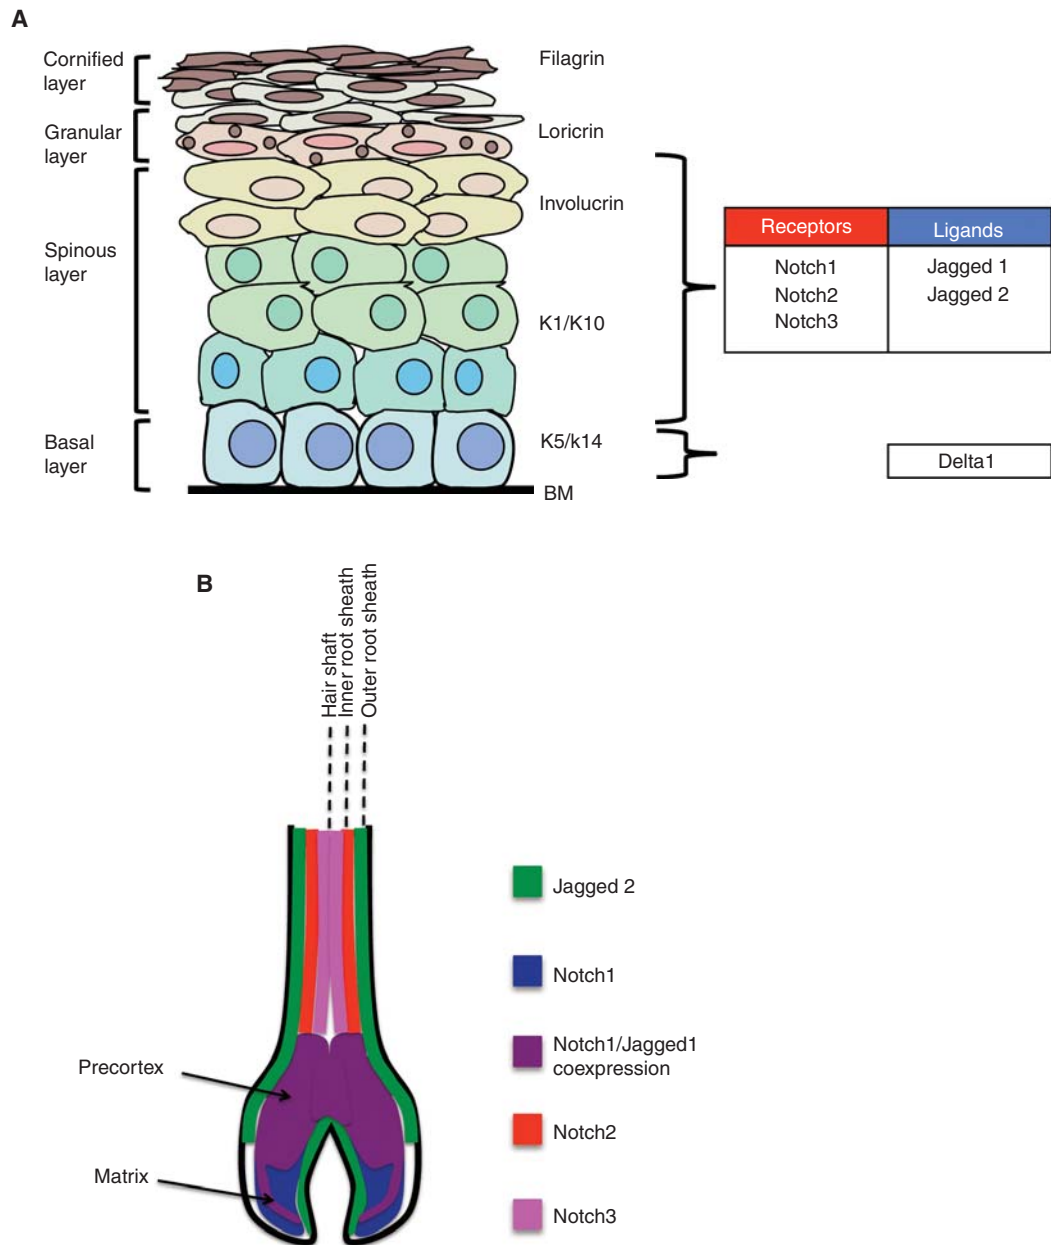 A
Cornified
layer
Granular
layer
Spinous
layer
Basal
layer
Filagrin
Loricrin
Involucrin
K1/K10
K5/k14
BM
Receptors
Ligands
Notch1
Notch2
Notch3
Jagged 1
Jagged 2
Delta1
B
Hair shaft
Inner root sheath
Outer root sheath
Precortex
Matrix
Jagged 2
Notch1
Notch1/Jagged1
coexpression
Notch2
Notch3